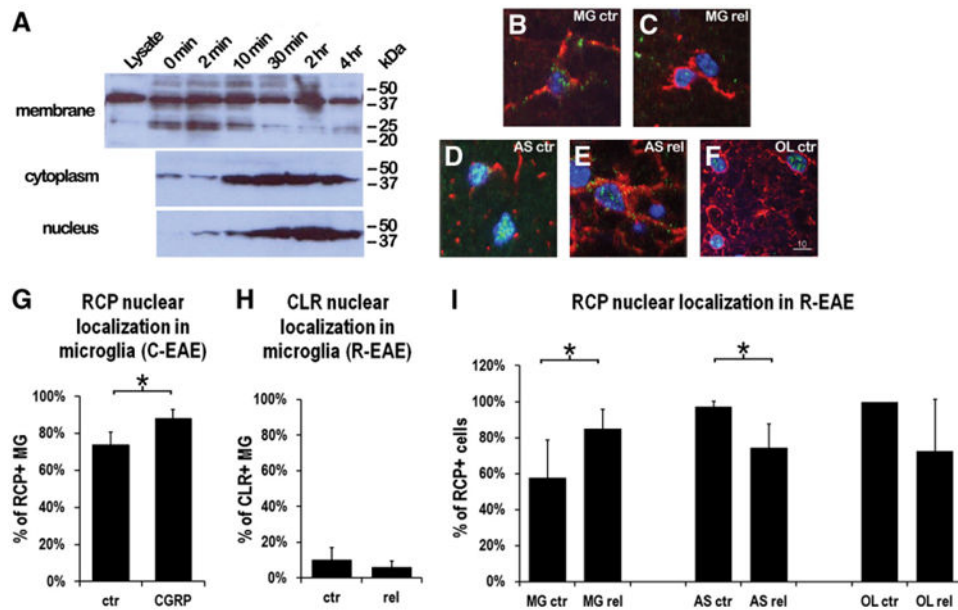 A
Lysate
0 min
2 min
10 min
30 min
2 hr
4 hr
kDa
membrane
-50
-37
-25
-20
cytoplasm
-50
-37
nucleus
-50
-37
B
MG ctr
C
MG rel
D
AS ctr
E
AS rel
F
OL ctr
10
G
RCP nuclear
localization in
microglia (C-EAE)
*
% of RCP+ MG
100%
80%
60%
40%
20%
0%
ctr
CGRP
H
CLR nuclear
localization in
microglia (R-EAE)
% of CLR+ MG
100%
80%
60%
40%
20%
0%
ctr
rel
I
RCP nuclear localization in R-EAE
*
*
% of RCP+ cells
120%
100%
80%
60%
40%
20%
0%
MG ctr
MG rel
AS ctr
AS rel
OL ctr
OL rel